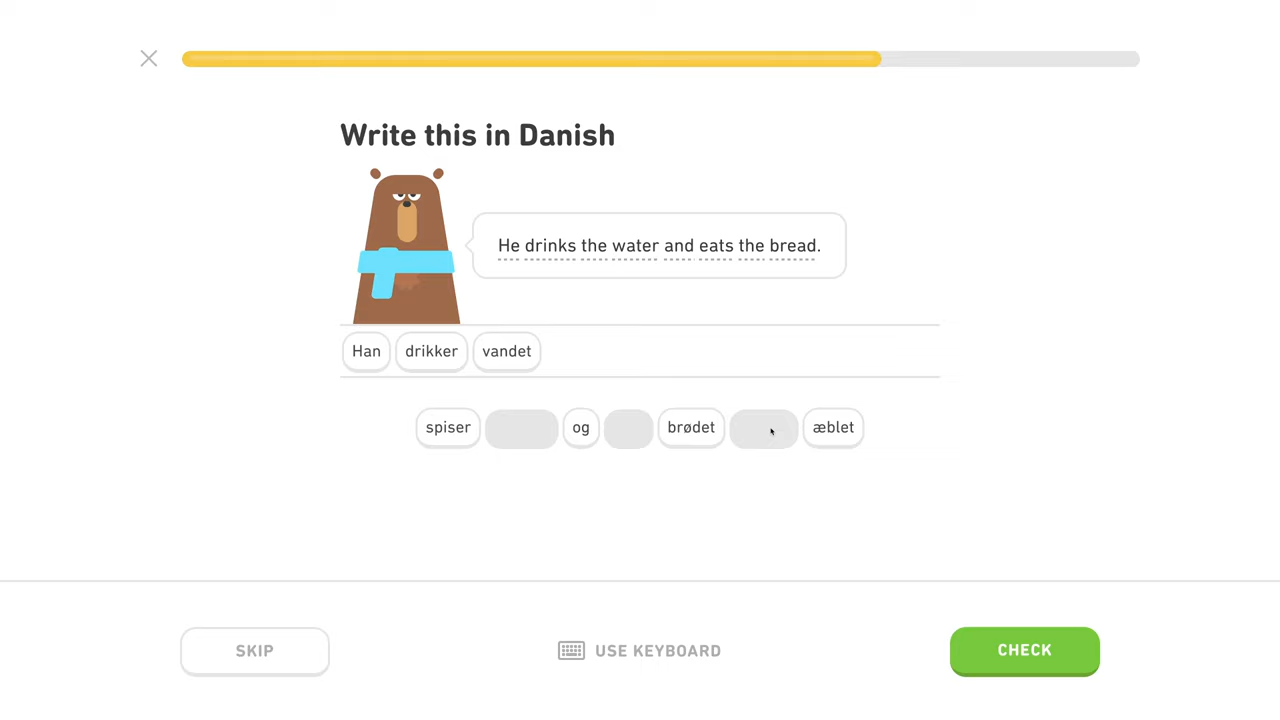 Write this in Danish
He drinks the water and eats the bread.
Han drikker vandet
spiser og brødet æblet
SKIP USE KEYBOARD CHECK